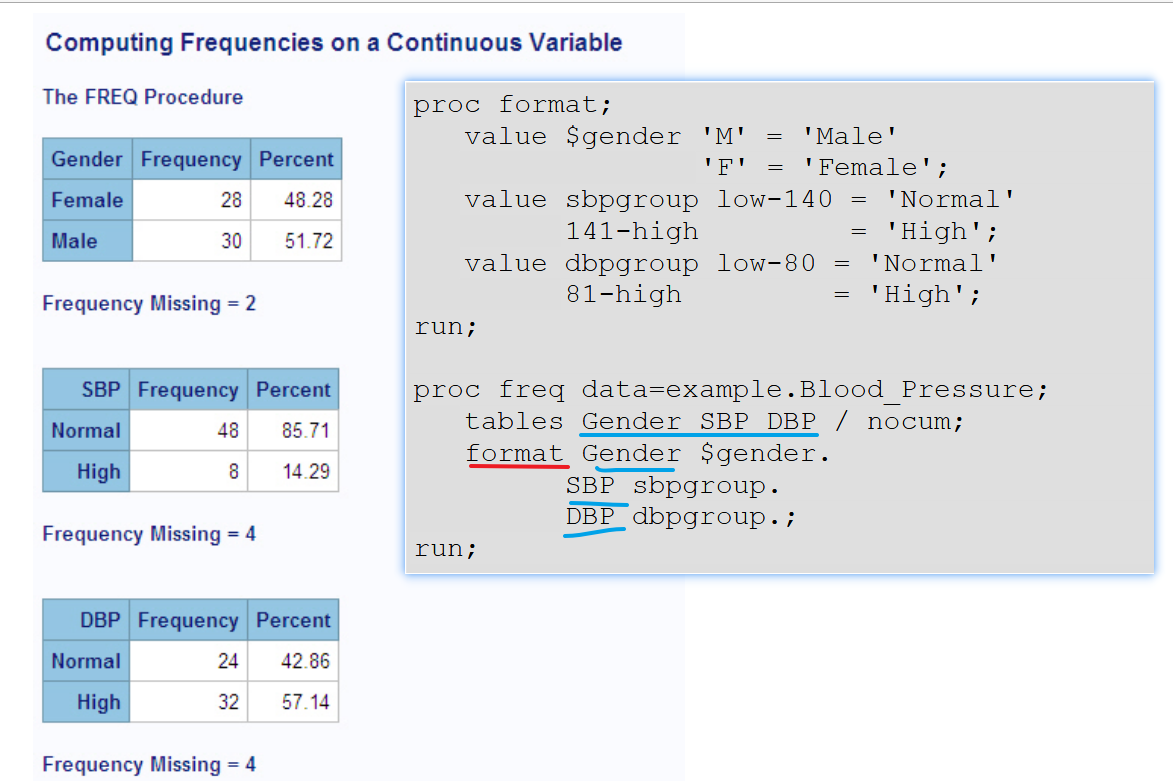 Computing Frequencies on a Continuous Variable
The FREQ Procedure
Gender Frequency Percent
Female 28 48.28
Male 30 51.72
Frequency Missing = 2
SBP Frequency Percent
Normal 48 85.71
High 8 14.29
Frequency Missing = 4
DBP Frequency Percent
Normal 24 42.86
High 32 57.14
Frequency Missing = 4
proc format;
value $gender 'M' = 'Male'
'F' = 'Female';
value sbpgroup low-140 = 'Normal'
141-high = 'High';
value dbpgroup low-80 = 'Normal'
81-high = 'High';
run;
proc freq data=example.Blood_Pressure;
tables Gender SBP DBP / nocum;
format Gender $gender.
SBP sbpgroup.
DBP dbpgroup.;
run;